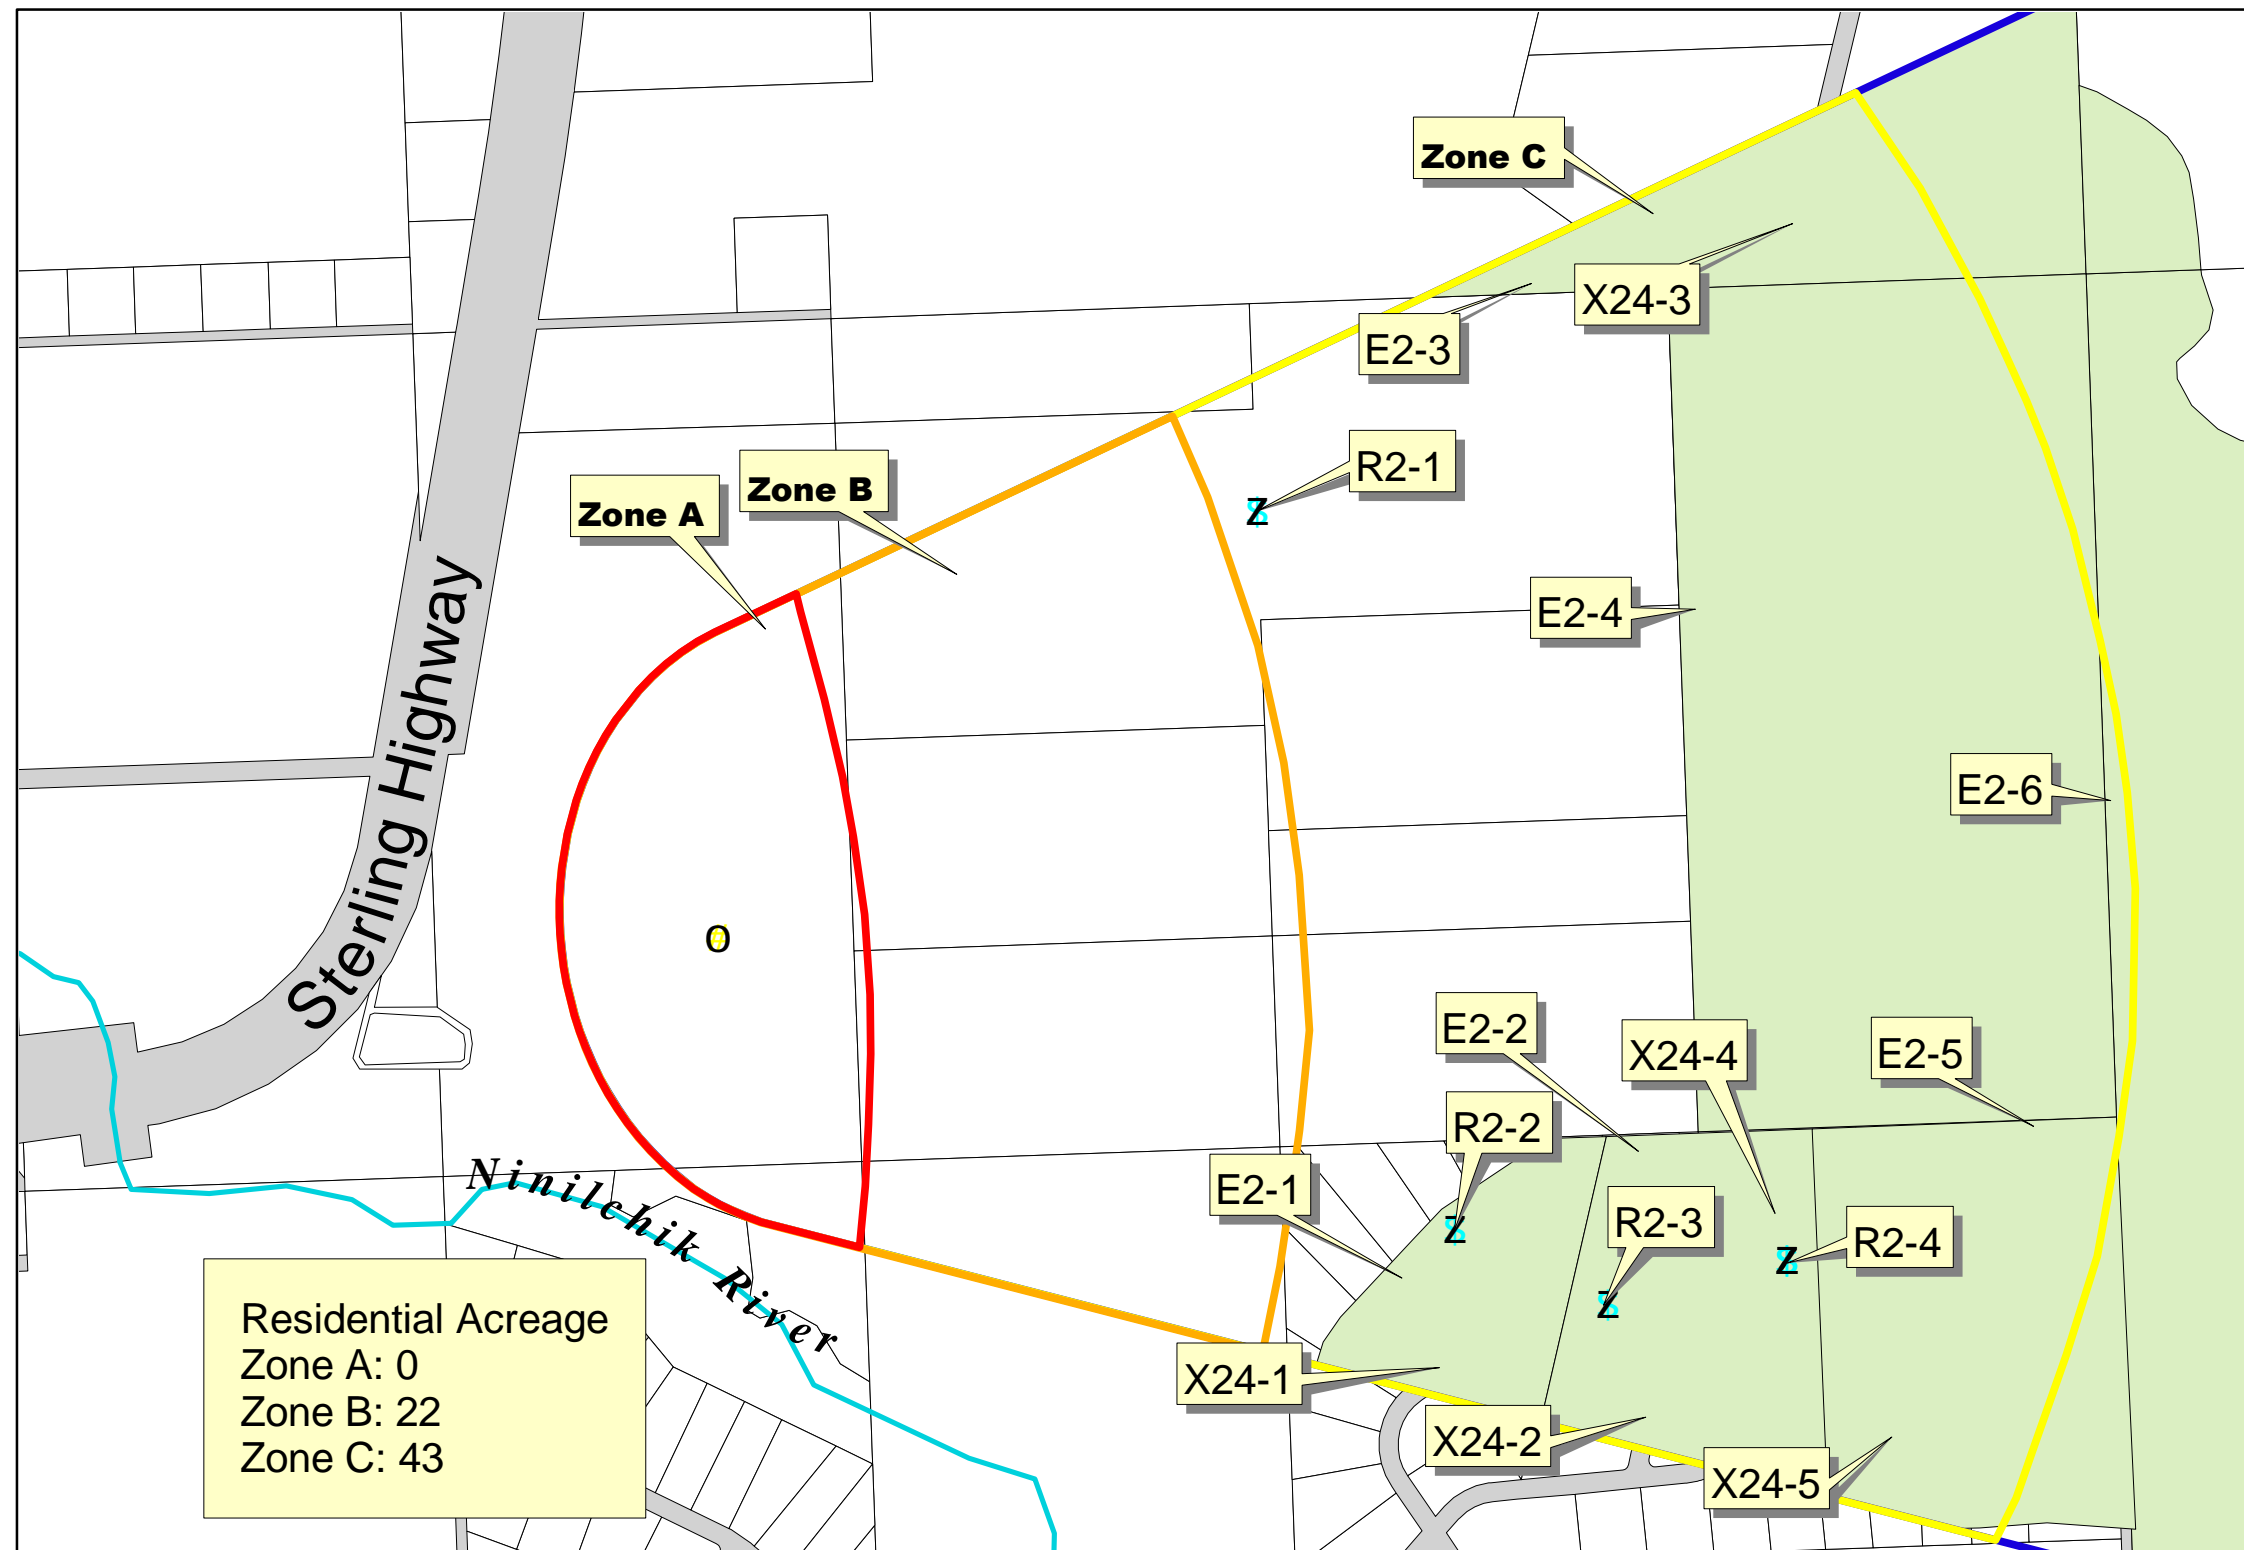 Zone C
X24-3
E2-3
R2-1
Zone B
Zone A
E2-4
Sterling Highway
E2-6
O
Z
E2-2
X24-4
E2-5
R2-2
E2-1
R2-3
R2-4
Z
Z
Z
Ninilchik River
X24-1
X24-2
X24-5
Residential Acreage
Zone A: 0
Zone B: 22
Zone C: 43